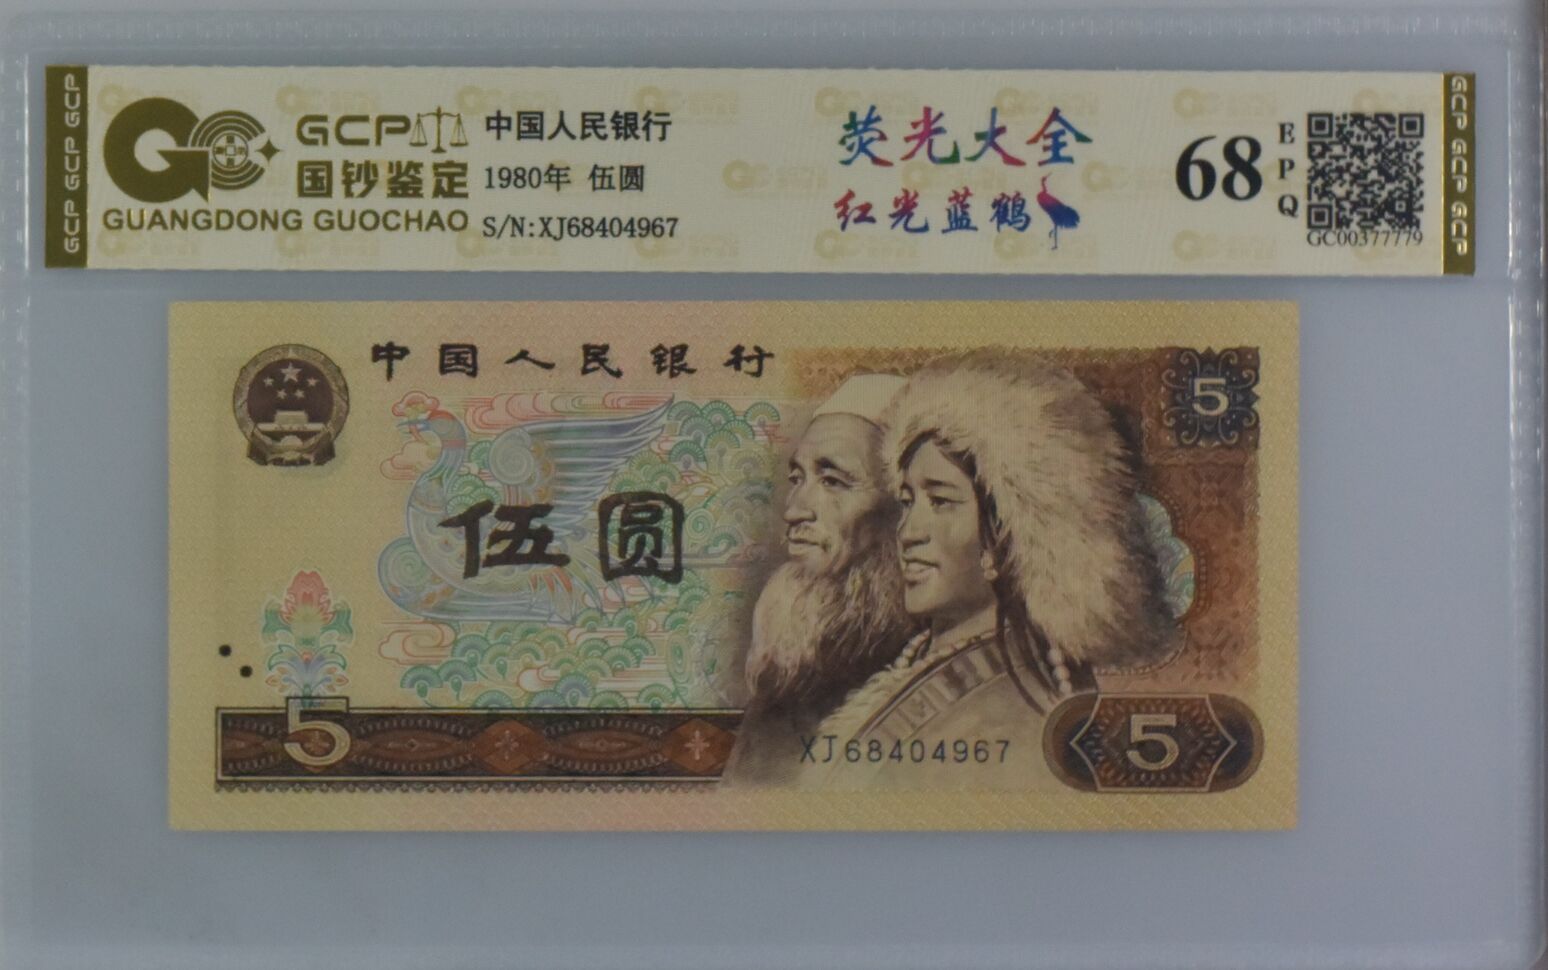 GCP GCP GCP
GCP
国钞鉴定
GUANGDONG GUOCHAO
中国人民银行
1980年 伍圆
S/N:XJ68404967
荧光大全
红光蓝鹤
68
EPQ
GC00377779
GCP GCP GCP
中国人民银行
5
伍圆
5
XJ68404967
5